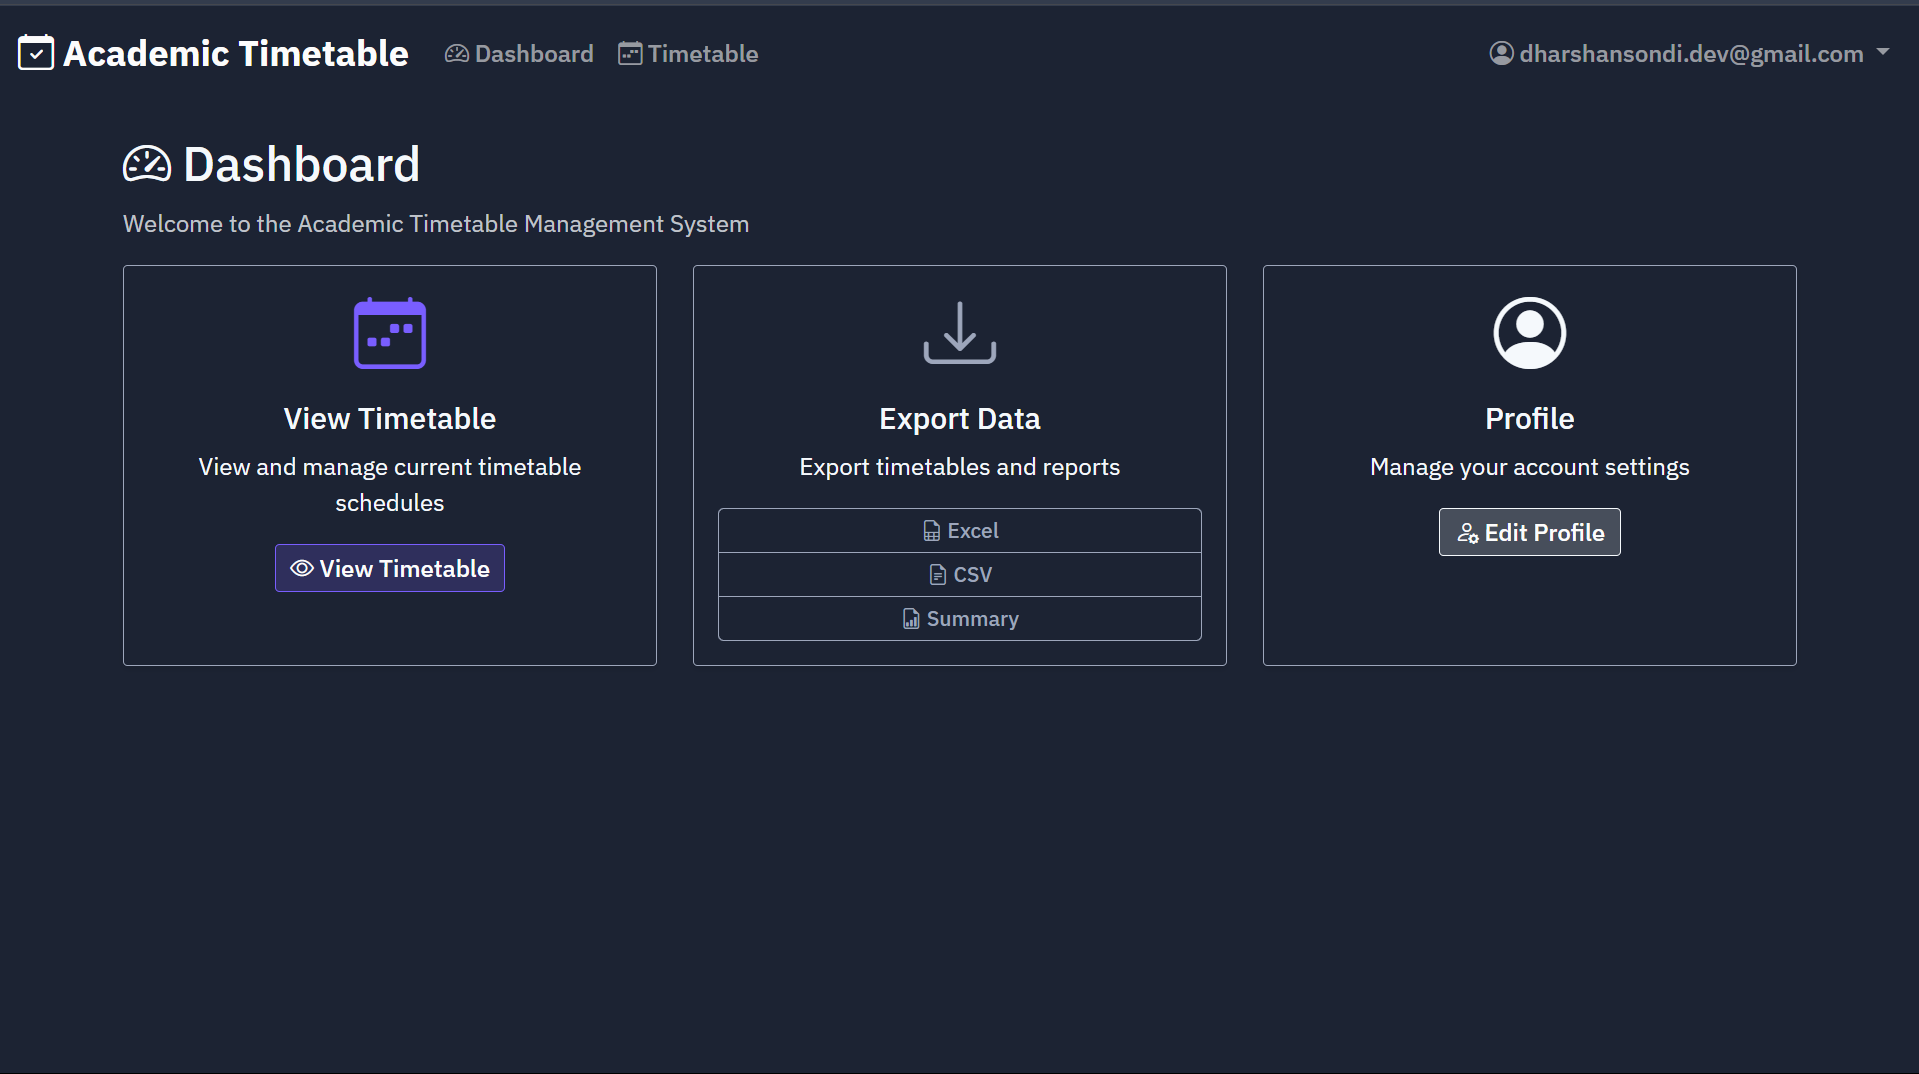 Academic Timetable
Dashboard
Timetable
dharshansondi.dev@gmail.com
Dashboard
Welcome to the Academic Timetable Management System
View Timetable
View and manage current timetable
schedules
View Timetable
Export Data
Export timetables and reports
Excel
CSV
Summary
Profile
Manage your account settings
Edit Profile